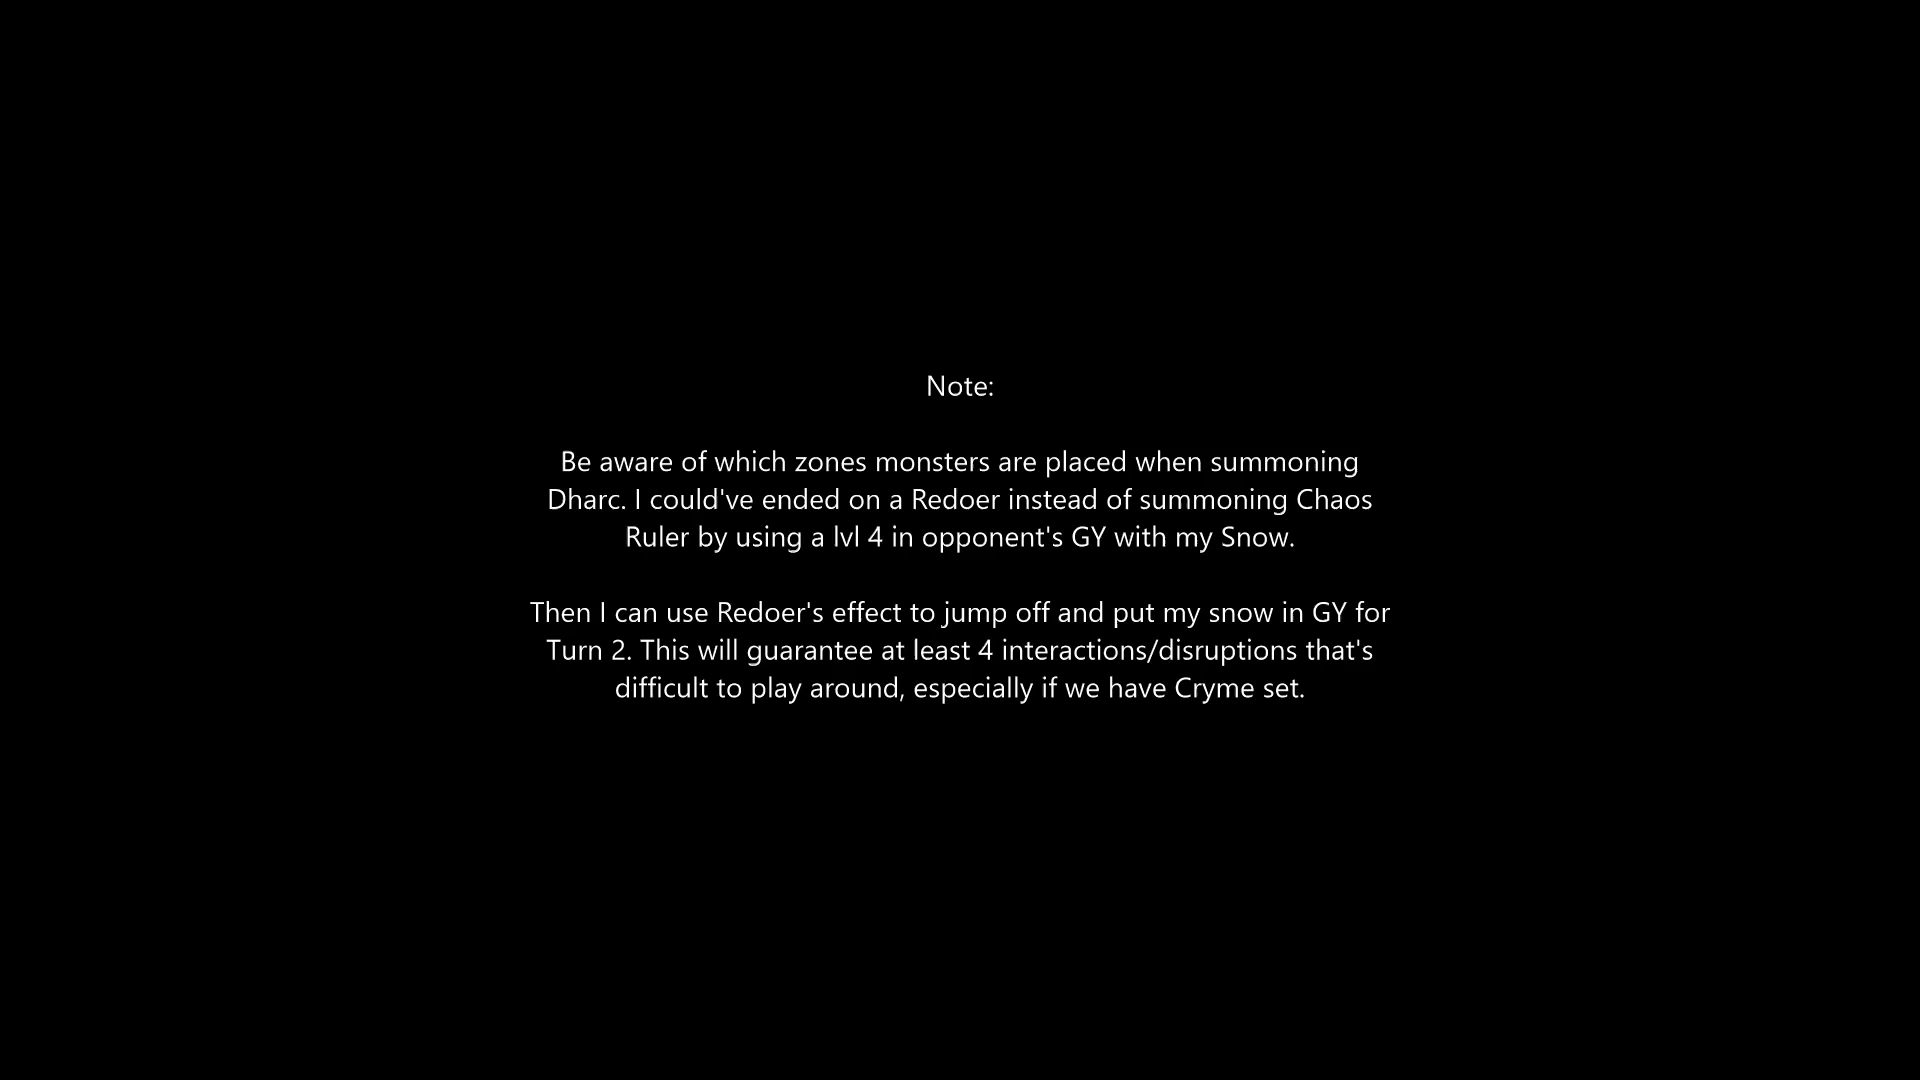 Note:
Be aware of which zones monsters are placed when summoning
Dharc. I could've ended on a Redoer instead of summoning Chaos
Ruler by using a lvl 4 in opponent's GY with my Snow.
Then I can use Redoer's effect to jump off and put my snow in GY for
Turn 2. This will guarantee at least 4 interactions/disruptions that's
difficult to play around, especially if we have Cryme set.